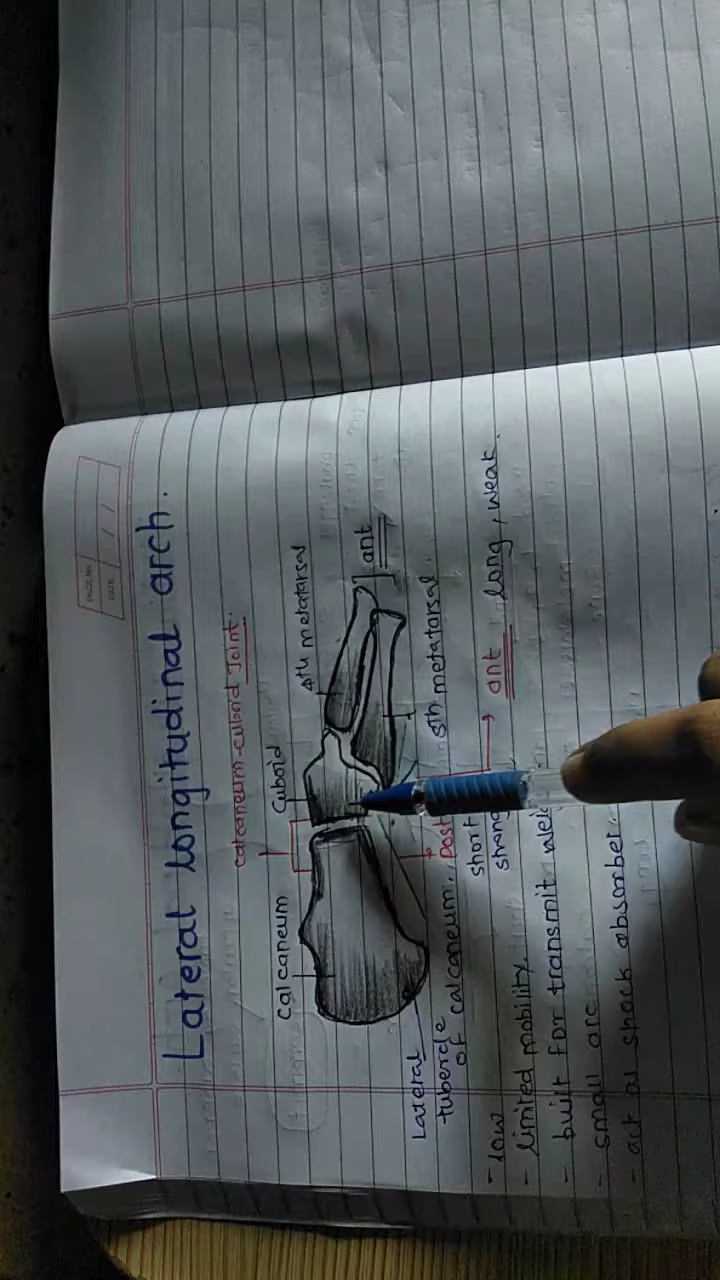 PAGE NO.
DATE
Lateral longitudinal arch.
Calcaneum-cuboid Joint.
Calcaneum
Cuboid
4th metatarsal
ant
5th metatarsal.
Lateral
tubercle
of calcaneum.
Post
short
ant long, weak.
- low
- limited mobility.
- built for transmit
- small arc
- act as shock absorber.